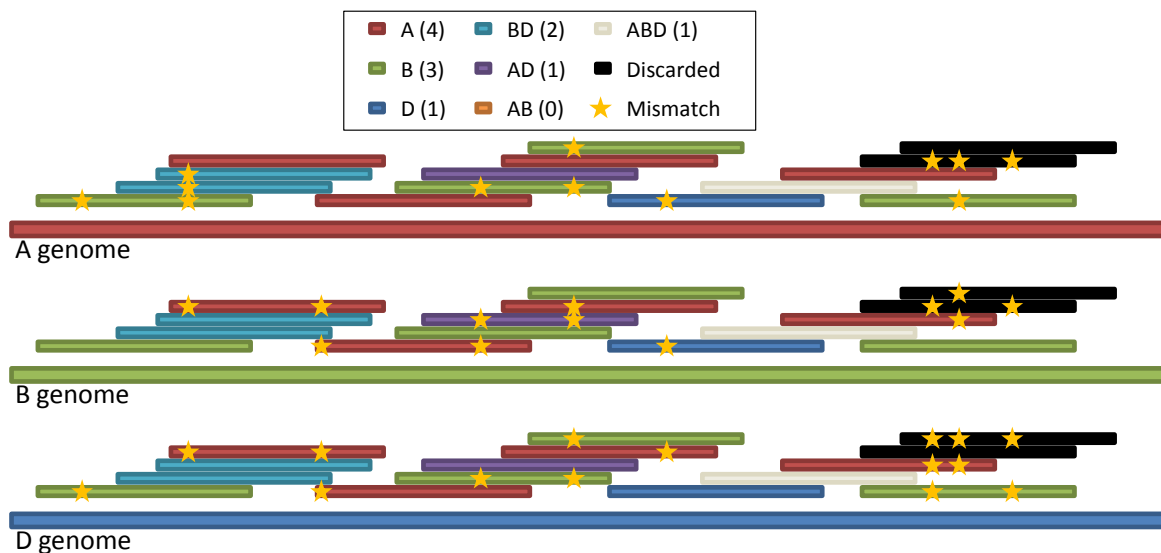 A (4) BD (2) ABD (1)
B (3) AD (1) Discarded
D (1) AB (0) Mismatch
A genome
B genome
D genome